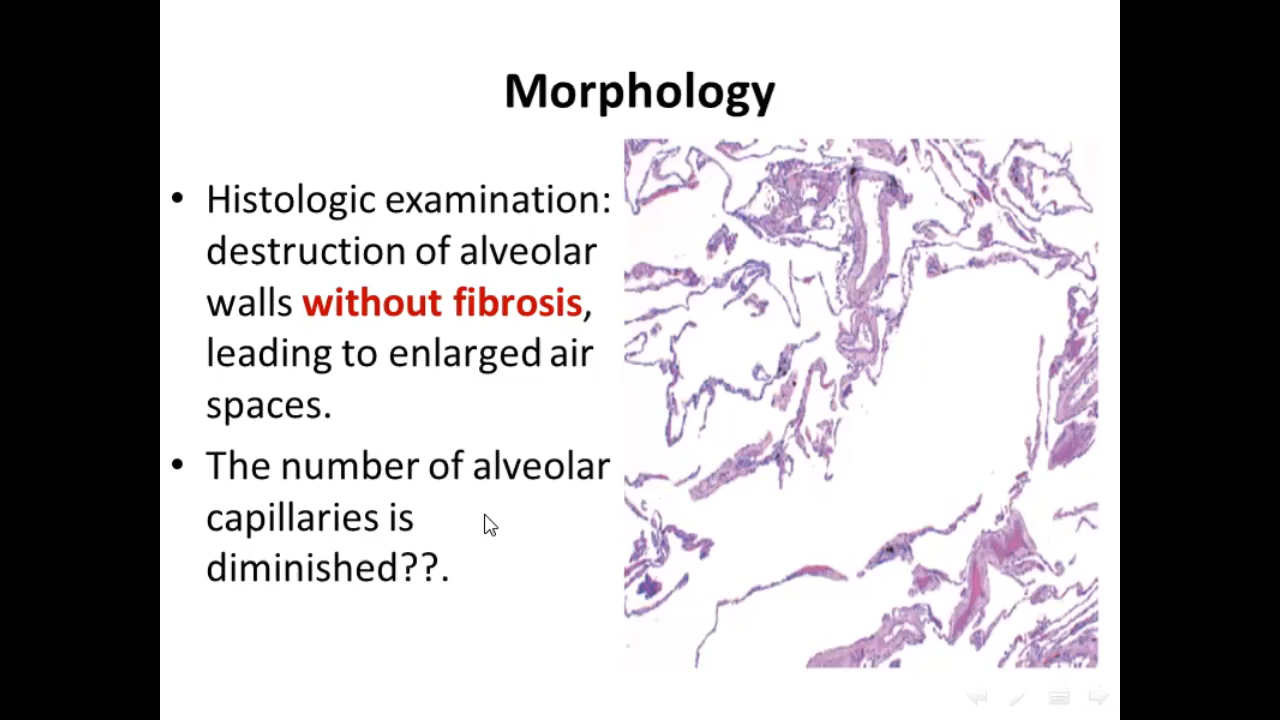 Morphology
• Histologic examination:
destruction of alveolar
walls without fibrosis,
leading to enlarged air
spaces.
• The number of alveolar
capillaries is
diminished??.